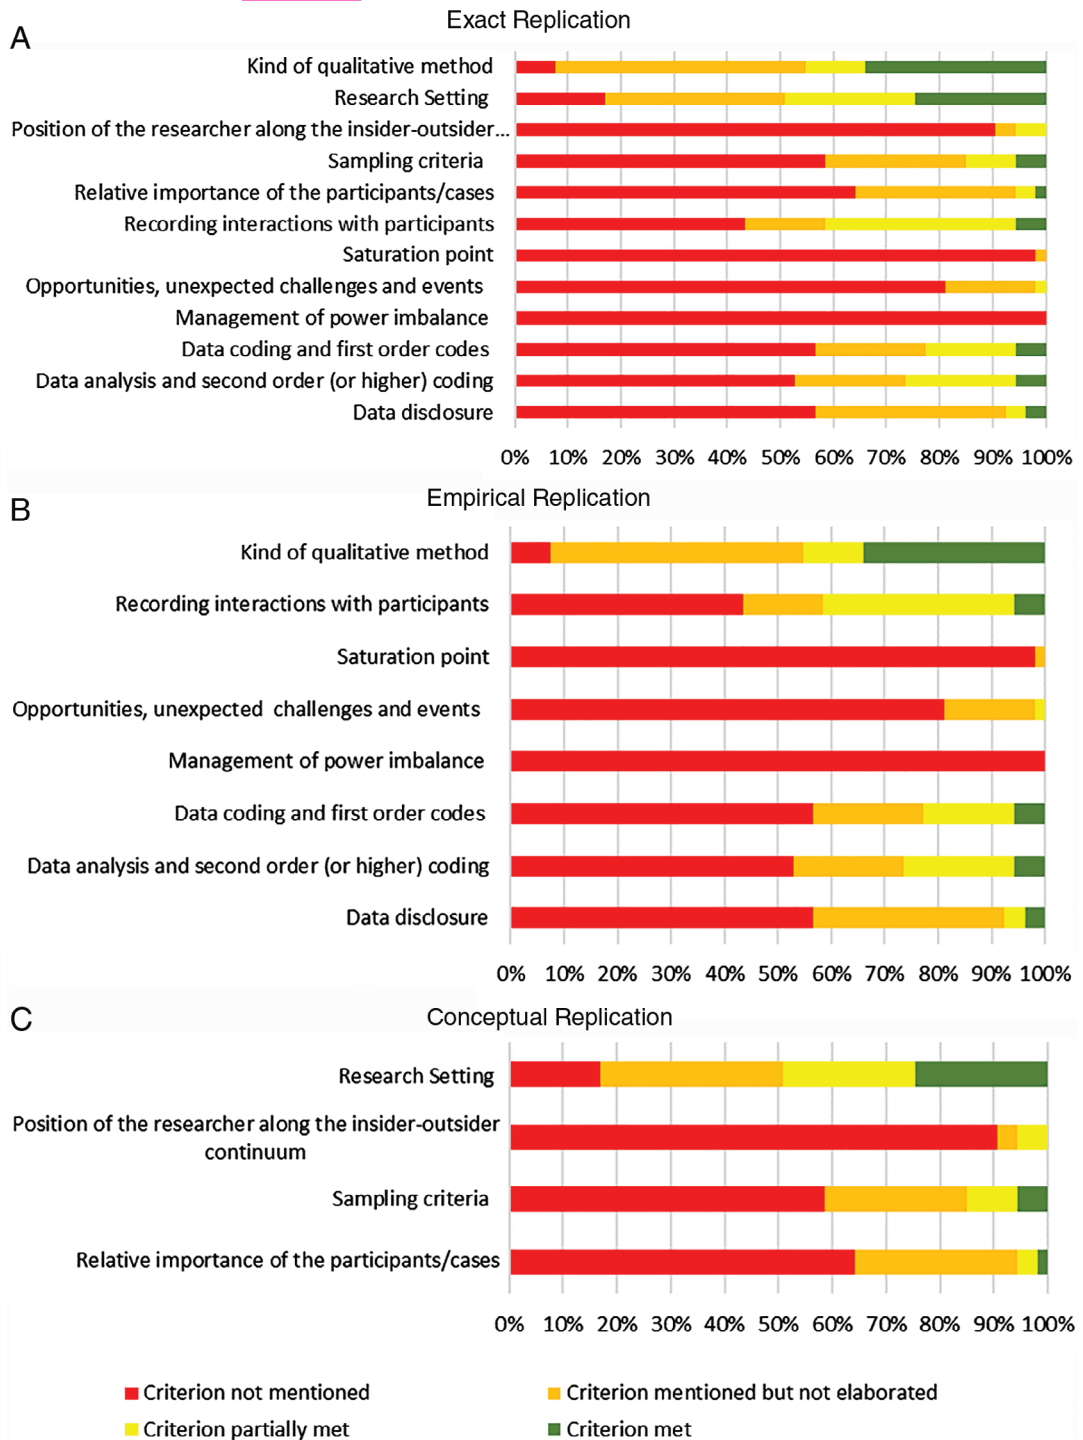 Exact Replication
A
Kind of qualitative method
Research Setting
Position of the researcher along the insider-outsider...
Sampling criteria
Relative importance of the participants/cases
Recording interactions with participants
Saturation point
Opportunities, unexpected challenges and events
Management of power imbalance
Data coding and first order codes
Data analysis and second order (or higher) coding
Data disclosure
0% 10% 20% 30% 40% 50% 60% 70% 80% 90% 100%
Empirical Replication
B
Kind of qualitative method
Recording interactions with participants
Saturation point
Opportunities, unexpected challenges and events
Management of power imbalance
Data coding and first order codes
Data analysis and second order (or higher) coding
Data disclosure
0% 10% 20% 30% 40% 50% 60% 70% 80% 90% 100%
C
Conceptual Replication
Research Setting
Position of the researcher along the insider-outsider
continuum
Sampling criteria
Relative importance of the participants/cases
0% 10% 20% 30% 40% 50% 60% 70% 80% 90% 100%
Criterion not mentioned
Criterion mentioned but not elaborated
Criterion partially met
Criterion met